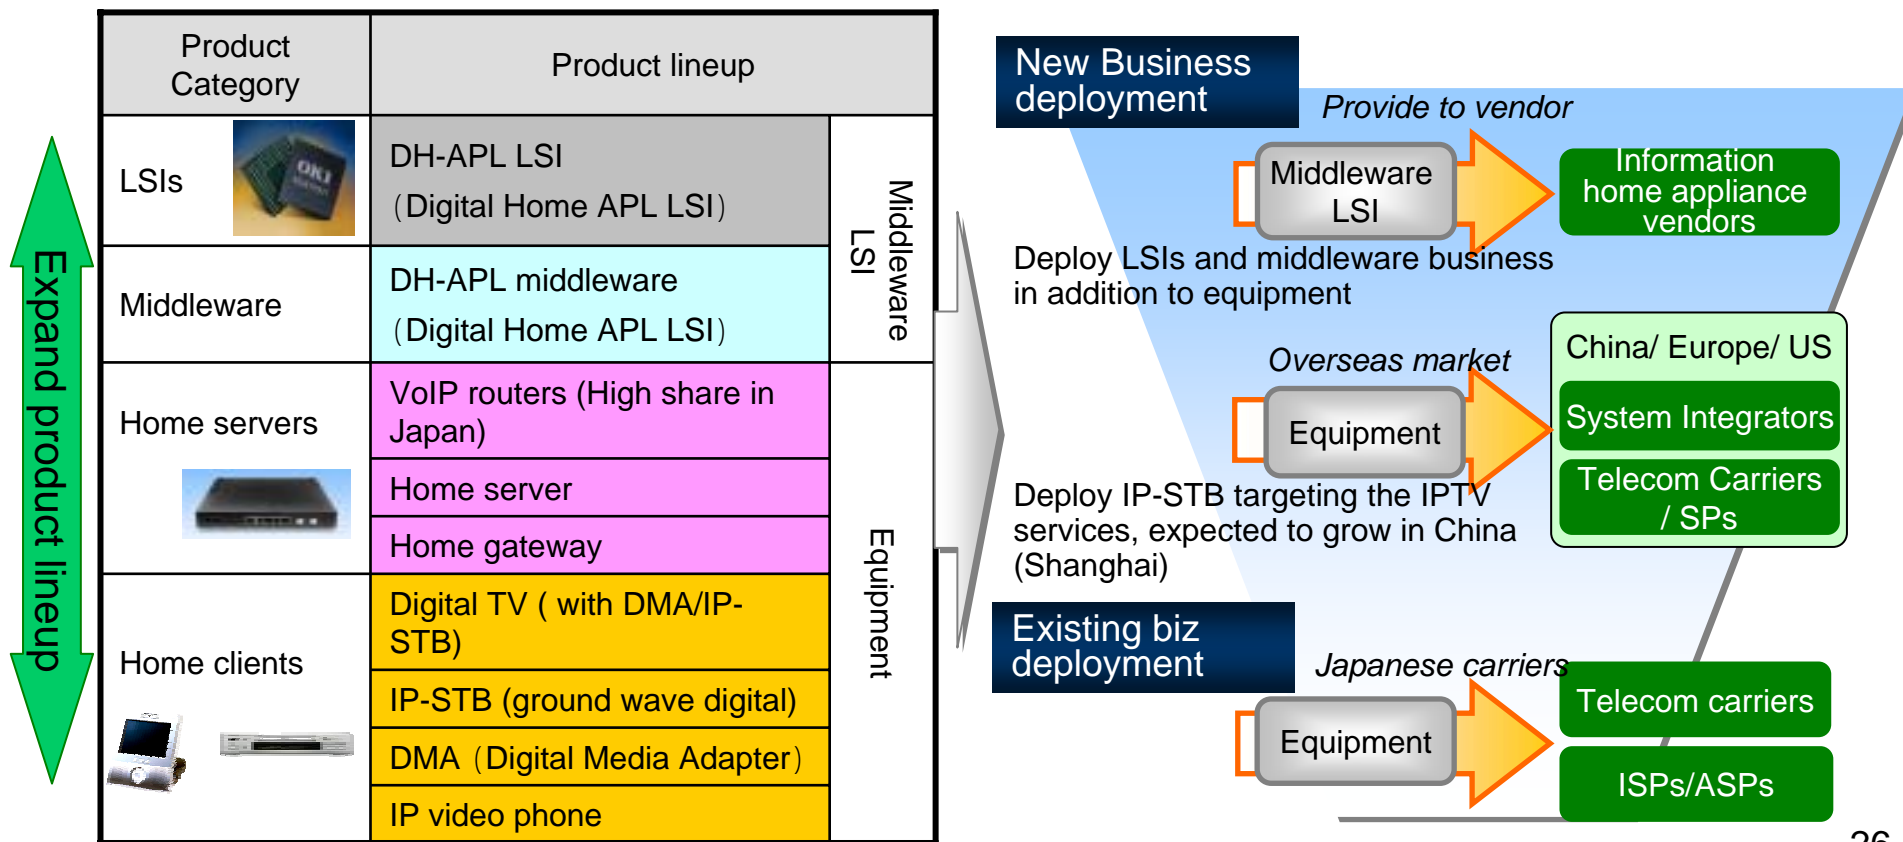 Product
Category
Product lineup
LSIs
OKI
DH-APL LSI
(Digital Home APL LSI)
Middleware
LSI
Middleware
DH-APL middleware
(Digital Home APL LSI)
Home servers
VoIP routers (High share in
Japan)
Home server
Home gateway
Equipment
Home clients
Digital TV ( with DMA/IP-
STB)
IP-STB (ground wave digital)
DMA (Digital Media Adapter)
IP video phone
Expand product lineup
New Business
deployment
Provide to vendor
Middleware
LSI
Information
home appliance
vendors
Deploy LSIs and middleware business
in addition to equipment
Overseas market
Equipment
China/ Europe/ US
System Integrators
Telecom Carriers
/ SPs
Deploy IP-STB targeting the IPTV
services, expected to grow in China
(Shanghai)
Existing biz
deployment
Japanese carriers
Equipment
Telecom carriers
ISPs/ASPs